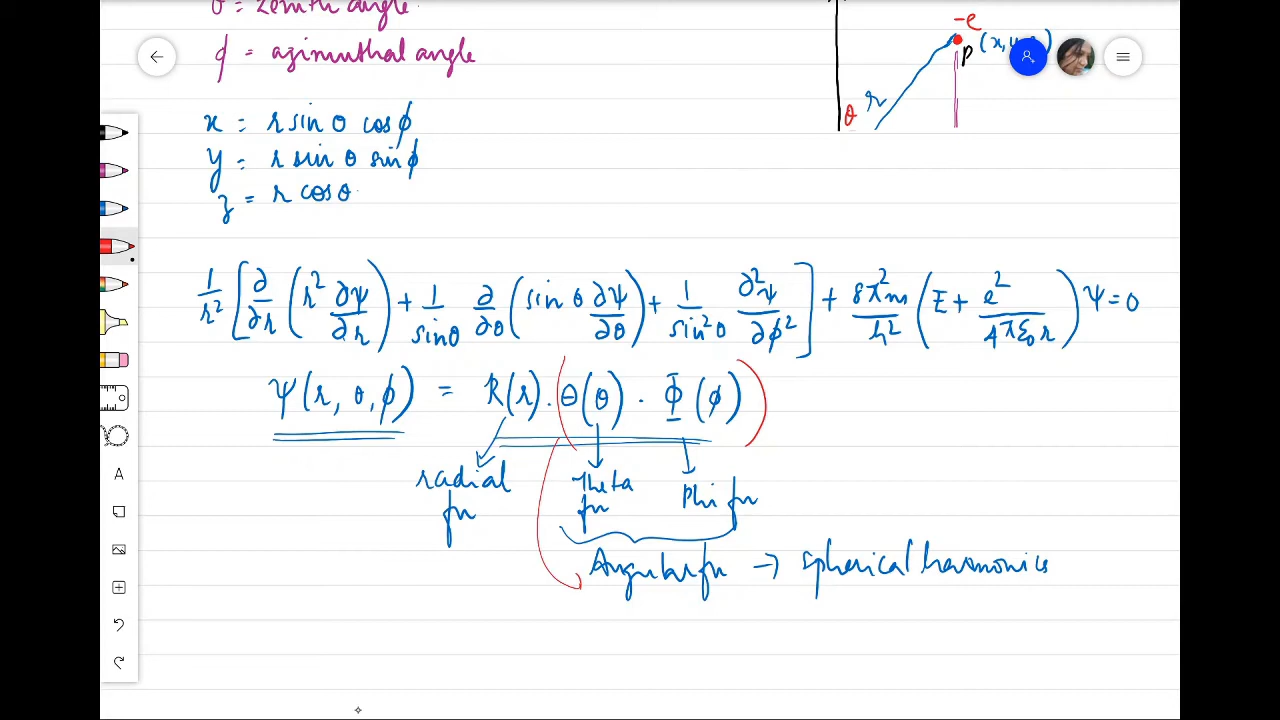 θ = zenith angle
-e
ϕ = azimuthal angle
P
r
θ
x = r sin θ cos ϕ
y = r sin θ sin ϕ
z = r cos θ
1/r² [ ∂/∂r ( r² ∂Ψ/∂r ) + 1/sinθ ∂/∂θ ( sin θ ∂Ψ/∂θ ) + 1/sin²θ ∂²Ψ/∂ϕ² ] + 8π²m/h² ( E + e²/4πε₀r ) Ψ = 0
Ψ(r, θ, ϕ) = R(r) . Θ(θ) . Φ(ϕ)
radial fn
Theta fn
Phi fn
Angular fn → spherical harmonics
A